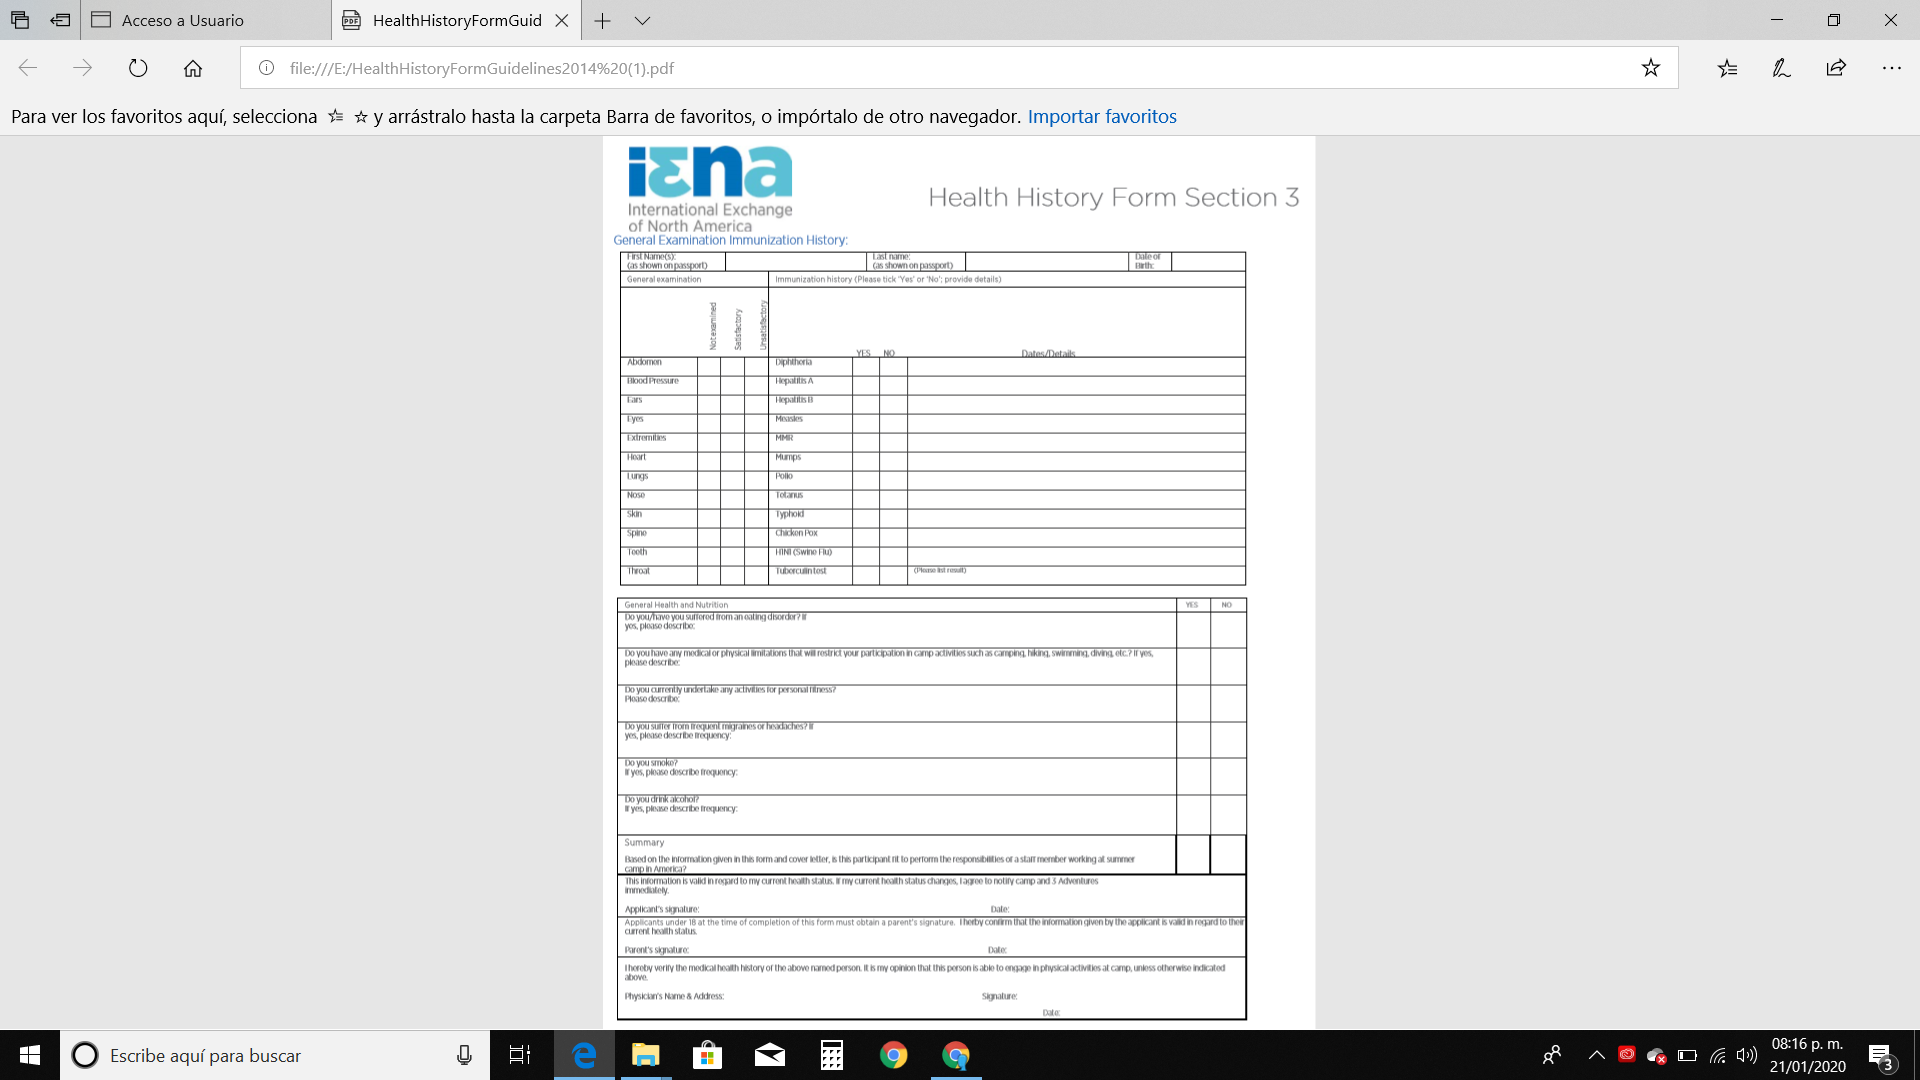 Acceso a Usuario
PDF HealthHistoryFormGuid
file:///E:/HealthHistoryFormGuidelines2014%20(1).pdf
Para ver los favoritos aquí, selecciona y arrástralo hasta la carpeta Barra de favoritos, o impórtalo de otro navegador. Importar favoritos
iena
International Exchange
of North America
Health History Form Section 3
General Examination Immunization History:
First Name(s):
(as shown on passport)
Last name:
(as shown on passport)
Date of
Birth:
General examination
Immunization history (Please tick 'Yes' or 'No'; provide details)
Not examined
Satisfactory
Unsatisfactory
YES NO Dates/Details
Abdomen Diphtheria
Blood Pressure Hepatitis A
Ears Hepatitis B
Eyes Measles
Extremities MMR
Heart Mumps
Lungs Polio
Nose Tetanus
Skin Typhoid
Spine Chicken Pox
Teeth H1N1 (Swine Flu)
Throat Tuberculin test (Please list result)
General Health and Nutrition YES NO
Do you/have you suffered from an eating disorder? If
yes, please describe:
Do you have any medical or physical limitations that will restrict your participation in camp activities such as camping, hiking, swimming, diving, etc.? If yes,
please describe:
Do you currently undertake any activities for personal fitness?
Please describe:
Do you suffer from frequent migraines or headaches? If
yes, please describe frequency:
Do you smoke?
If yes, please describe frequency:
Do you drink alcohol?
If yes, please describe frequency:
Summary
Based on the information given in this form and cover letter, is this participant fit to perform the responsibilities of a staff member working at summer
camp in America?
This information is valid in regard to my current health status. If my current health status changes, I agree to notify camp and 3 Adventures
immediately.
Applicant's signature: Date:
Applicants under 18 at the time of completion of this form must obtain a parent's signature. I herby confirm that the information given by the applicant is valid in regard to their
current health status.
Parent's signature: Date:
I hereby verify the medical health history of the above named person. It is my opinion that this person is able to engage in physical activities at camp, unless otherwise indicated
above.
Physician's Name & Address: Signature:
Date:
Escribe aquí para buscar
08:16 p. m.
21/01/2020
3